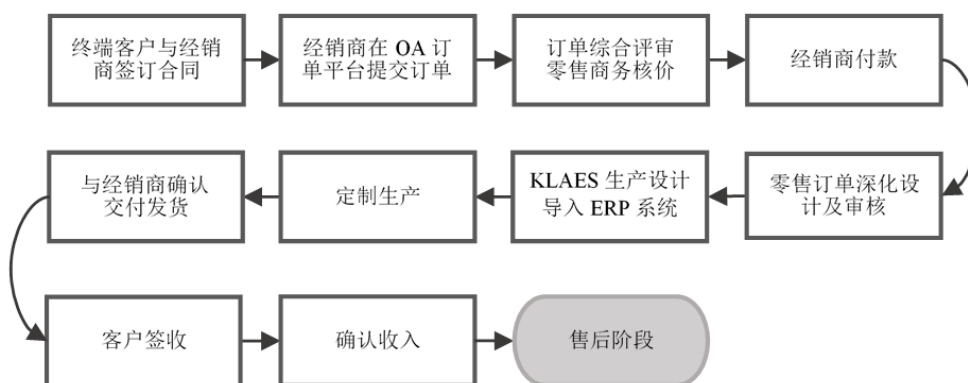 终端客户与经销
商签订合同
经销商在 OA 订
单平台提交订单
订单综合评审
零售商务核价
经销商付款
零售订单深化设
计及审核
KLAES 生产设计
导入 ERP 系统
定制生产
与经销商确认
交付发货
客户签收
确认收入
售后阶段